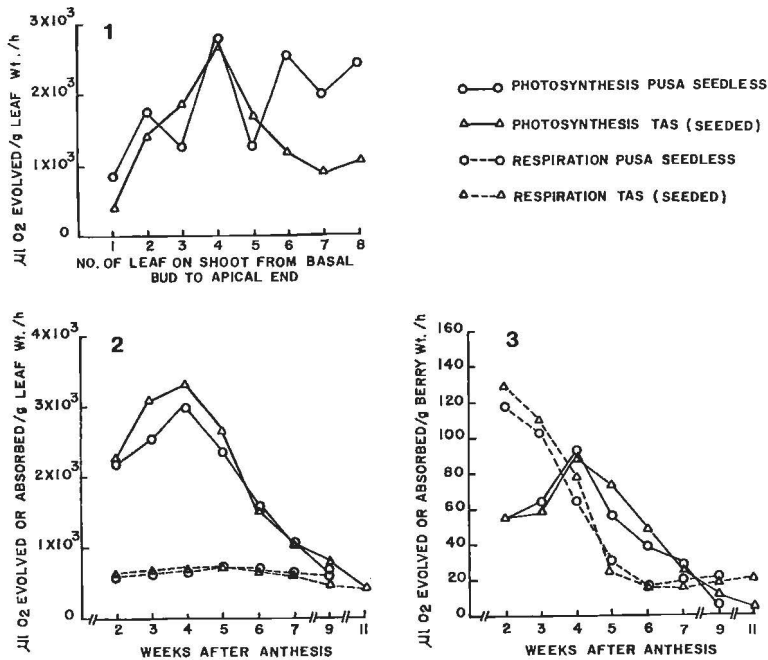 1
3X10³
2X10³
1X10³
0
µl O₂ EVOLVED/g LEAF Wt./h
1 2 3 4 5 6 7 8
NO. OF LEAF ON SHOOT FROM BASAL
BUD TO APICAL END
PHOTOSYNTHESIS PUSA SEEDLESS
PHOTOSYNTHESIS TAS (SEEDED)
RESPIRATION PUSA SEEDLESS
RESPIRATION TAS (SEEDED)
2
4X10³
3X10³
2X10³
1X10³
0
µl O₂ EVOLVED OR ABSORBED/g LEAF Wt./h
2 3 4 5 6 7 9 11
WEEKS AFTER ANTHESIS
3
160
140
120
100
80
60
40
20
0
µl O₂ EVOLVED OR ABSORBED/g BERRY Wt./h
2 3 4 5 6 7 9 11
WEEKS AFTER ANTHESIS